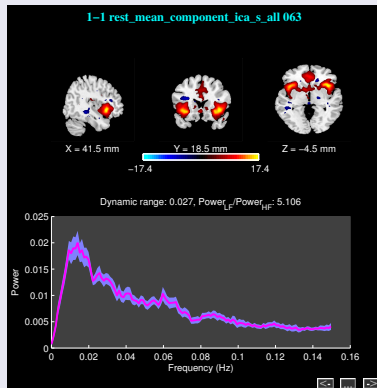 1-1 rest_mean_component_ica_s_all 063
X = 41.5 mm
Y = 18.5 mm
Z = -4.5 mm
-17.4
17.4
Dynamic range: 0.027, Power_LF/Power_HF: 5.106
0.025
0.02
0.015
0.01
0.005
0
Power
0
0.02
0.04
0.06
0.08
0.1
0.12
0.14
0.16
Frequency (Hz)
<-
...
->